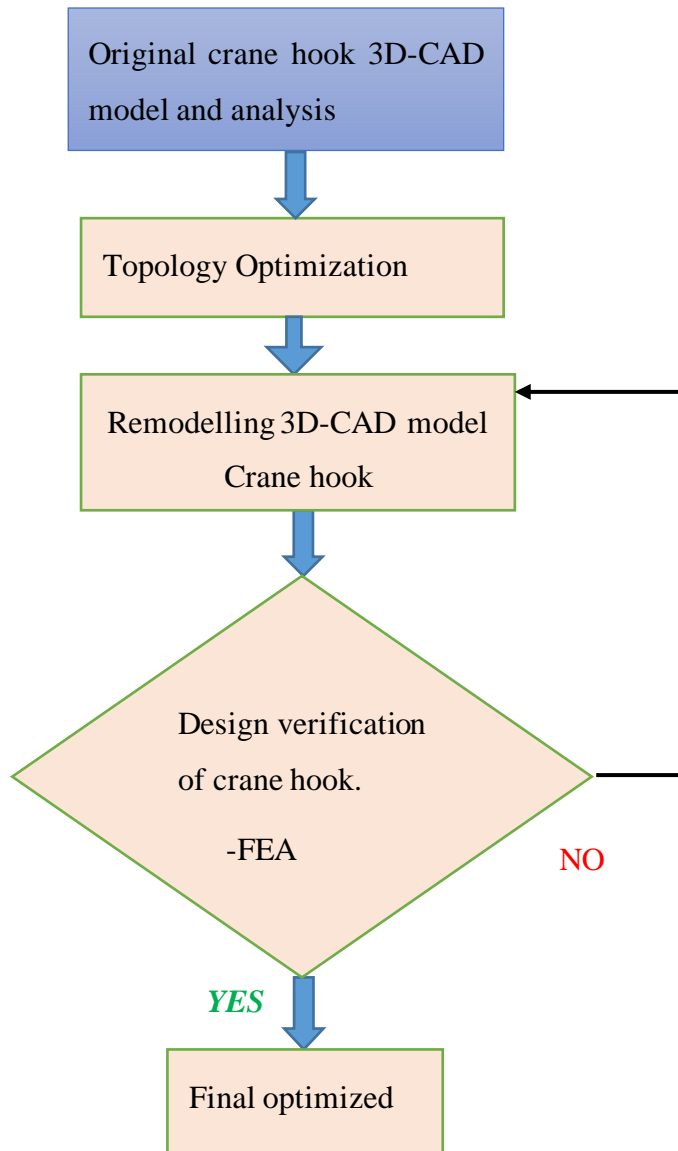 Original crane hook 3D-CAD
model and analysis
Topology Optimization
Remodelling 3D-CAD model
Crane hook
Design verification
of crane hook.
-FEA
NO
YES
Final optimized